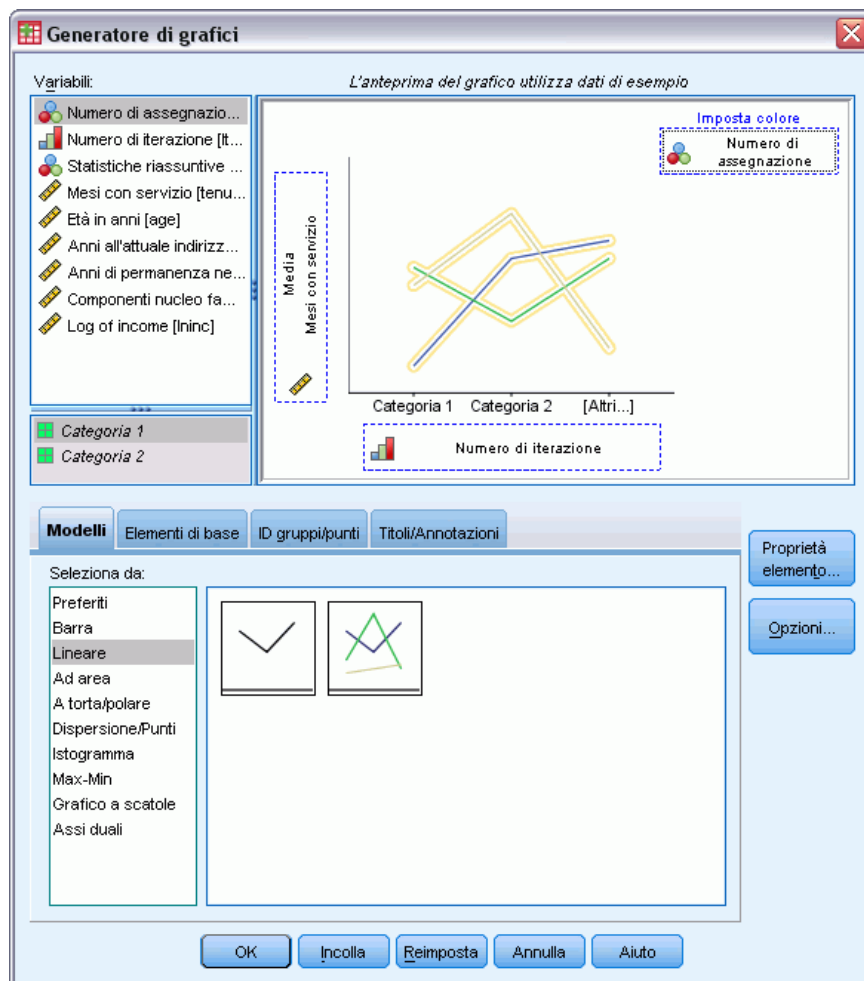 Generatore di grafici
Variabili:
L'anteprima del grafico utilizza dati di esempio
Numero di assegnazio...
Numero di iterazione [It...
Statistiche riassuntive ...
Mesi con servizio [tenu...
Età in anni [age]
Anni all'attuale indirizz...
Anni di permanenza ne...
Componenti nucleo fa...
Log of income [lninc]
Categoria 1
Categoria 2
Imposta colore
Numero di
assegnazione
Media
Mesi con servizio
Categoria 1 Categoria 2 [Altri...]
Numero di iterazione
Modelli Elementi di base ID gruppi/punti Titoli/Annotazioni
Seleziona da:
Preferiti
Barra
Lineare
Ad area
A torta/polare
Dispersione/Punti
Istogramma
Max-Min
Grafico a scatole
Assi duali
Proprietà
elemento...
Opzioni...
OK Incolla Reimposta Annulla Aiuto